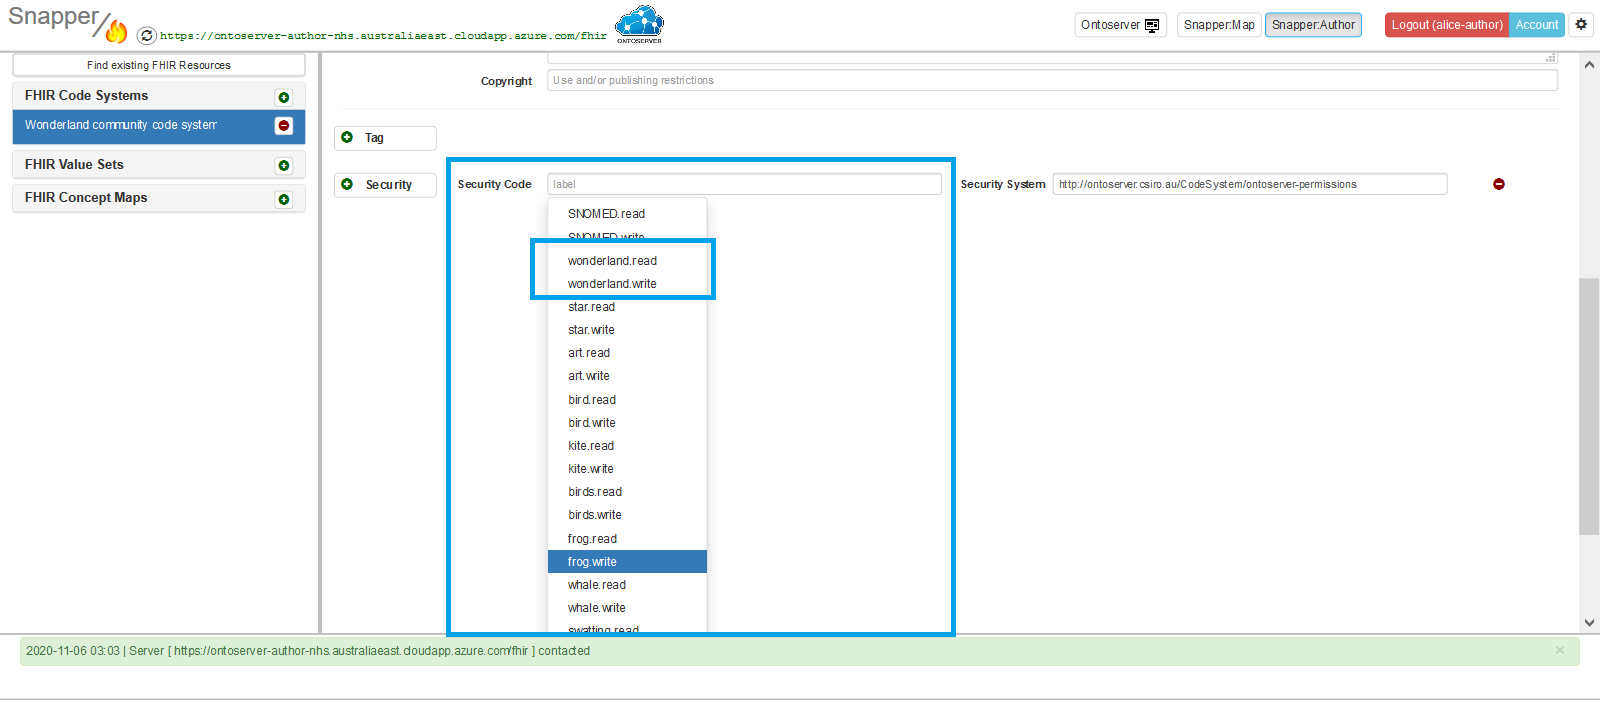 Snapper
https://ontoserver-author-nhs.australiaeast.cloudapp.azure.com/fhir
ONTOSERVER
Ontoserver
Snapper:Map
Snapper:Author
Logout (alice-author)
Account
Find existing FHIR Resources
FHIR Code Systems
Wonderland community code system
FHIR Value Sets
FHIR Concept Maps
Copyright
Use and/or publishing restrictions
Tag
Security
Security Code
label
Security System
http://ontoserver.csiro.au/CodeSystem/ontoserver-permissions
SNOMED.read
SNOMED.write
wonderland.read
wonderland.write
star.read
star.write
art.read
art.write
bird.read
bird.write
kite.read
kite.write
birds.read
birds.write
frog.read
frog.write
whale.read
whale.write
swatting.read
2020-11-06 03:03 | Server [ https://ontoserver-author-nhs.australiaeast.cloudapp.azure.com/fhir ] contacted